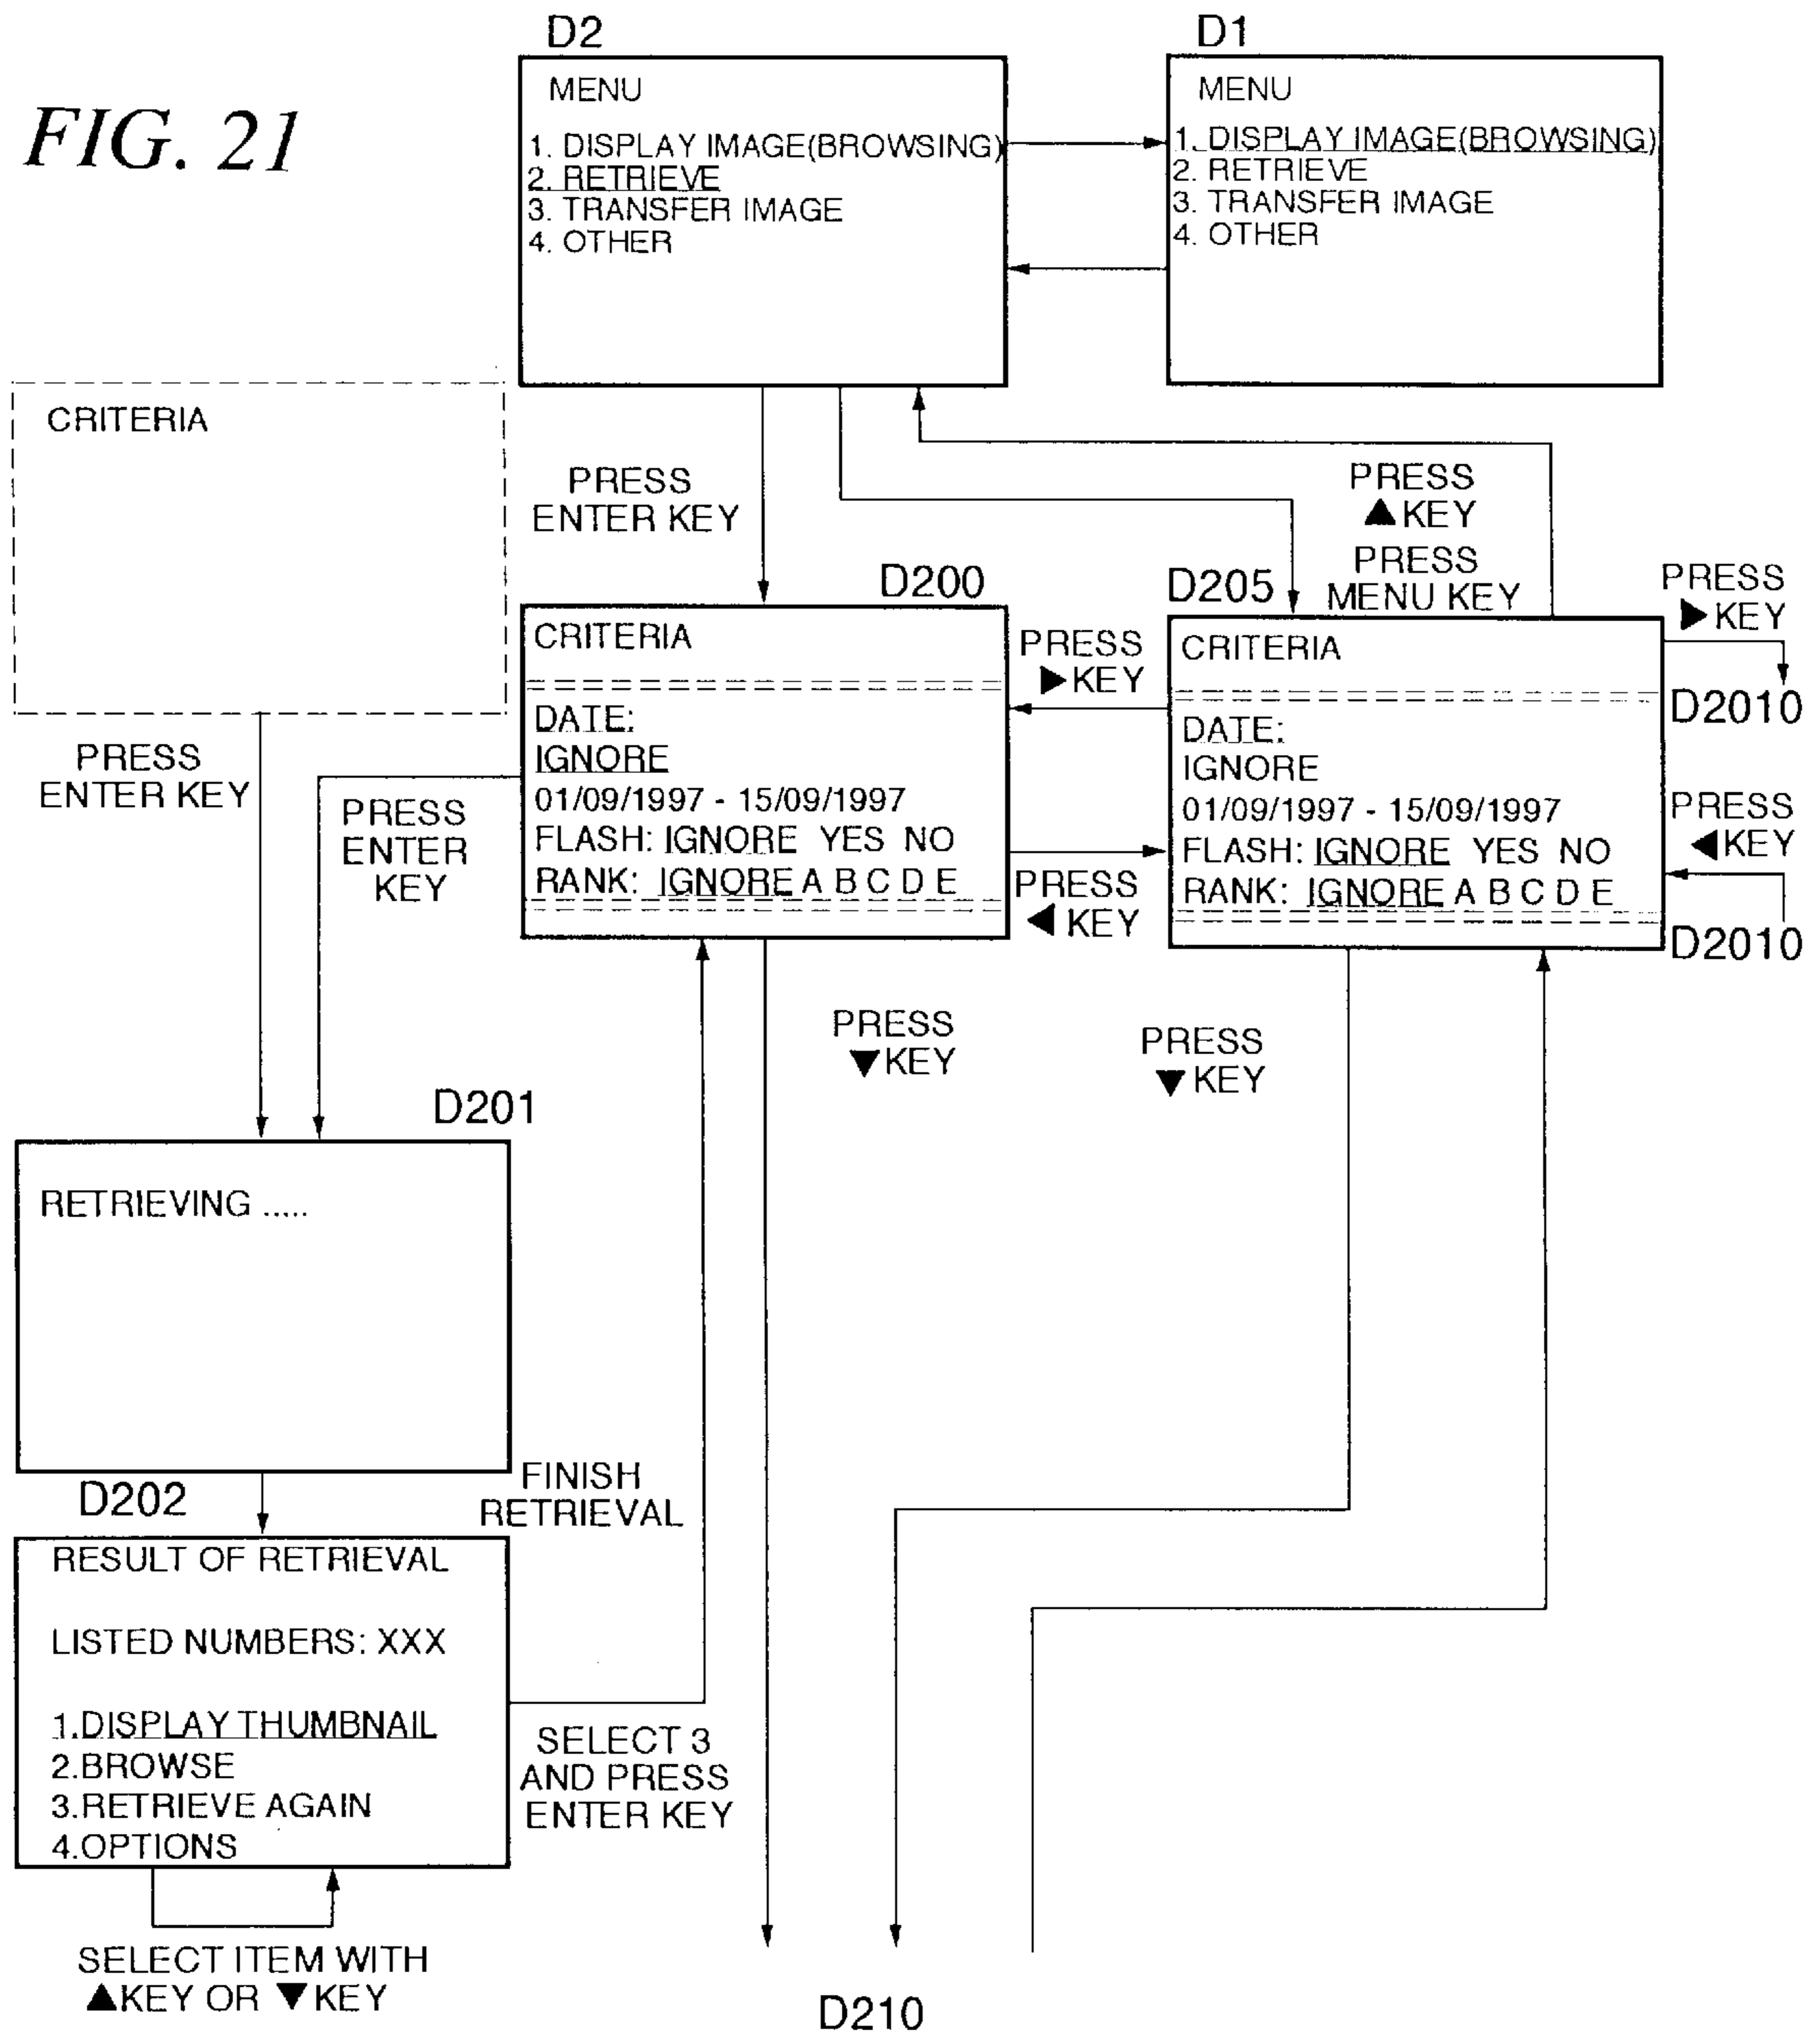 FIG. 21
D2
MENU
1. DISPLAY IMAGE(BROWSING)
2. RETRIEVE
3. TRANSFER IMAGE
4. OTHER
D1
MENU
1. DISPLAY IMAGE(BROWSING)
2. RETRIEVE
3. TRANSFER IMAGE
4. OTHER
CRITERIA
PRESS
ENTER KEY
PRESS
▲KEY
PRESS
MENU KEY
PRESS
▶KEY
D2010
D200
CRITERIA
DATE:
IGNORE
01/09/1997 - 15/09/1997
FLASH: IGNORE YES NO
RANK: IGNORE A B C D E
PRESS
▶KEY
PRESS
◀KEY
D205
CRITERIA
DATE:
IGNORE
01/09/1997 - 15/09/1997
FLASH: IGNORE YES NO
RANK: IGNORE A B C D E
PRESS
◀KEY
D2010
PRESS
ENTER KEY
PRESS
ENTER
KEY
PRESS
▼KEY
PRESS
▼KEY
D201
RETRIEVING .....
FINISH
RETRIEVAL
D202
RESULT OF RETRIEVAL
LISTED NUMBERS: XXX
1.DISPLAY THUMBNAIL
2.BROWSE
3.RETRIEVE AGAIN
4.OPTIONS
SELECT 3
AND PRESS
ENTER KEY
SELECT ITEM WITH
▲KEY OR ▼KEY
D210